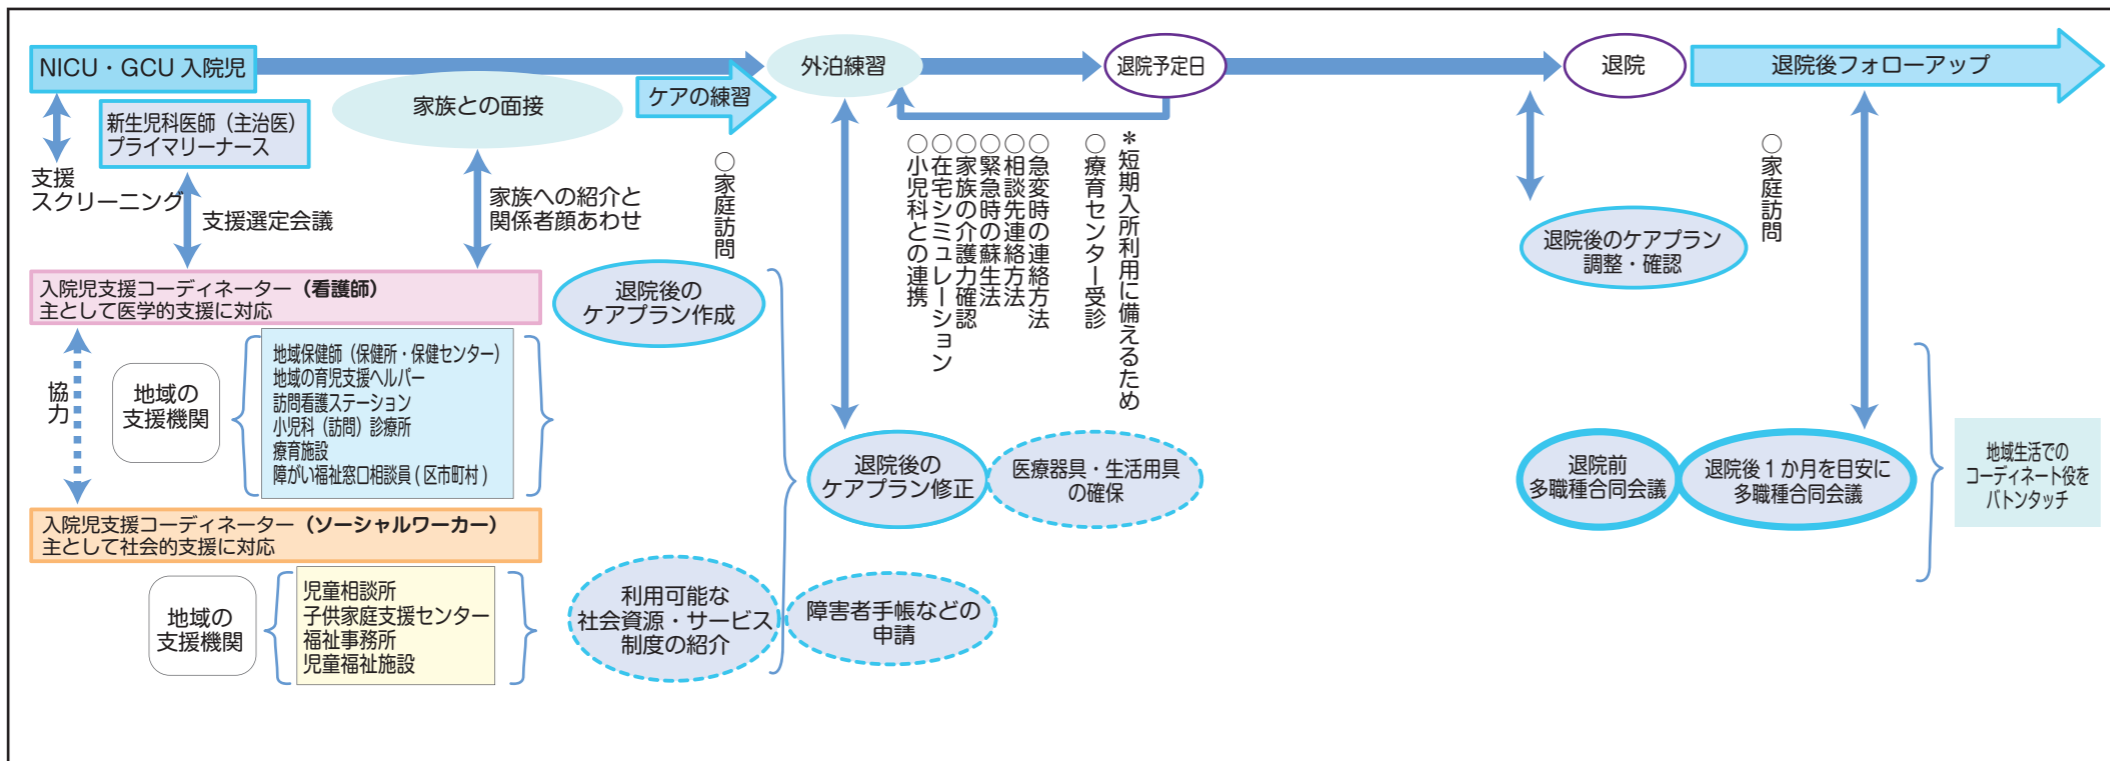 NICU・GCU 入院児
新生児科医師（主治医）
プライマリーナース
支援
スクリーニング
支援選定会議
家族との面接
家族への紹介と
関係者顔あわせ
ケアの練習
○家庭訪問
外泊練習
退院予定日
退院
退院後フォローアップ
○小児科との連携
○在宅シミュレーション
○家族の介護力確認
○緊急時の蘇生法
○相談先連絡方法
○急変時の連絡方法
○療育センター受診
＊短期入所利用に備えるため
○家庭訪問
入院児支援コーディネーター（看護師）
主として医学的支援に対応
協力
地域の
支援機関
地域保健師（保健所・保健センター）
地域の育児支援ヘルパー
訪問看護ステーション
小児科（訪問）診療所
療育施設
障がい福祉窓口相談員(区市町村)
入院児支援コーディネーター（ソーシャルワーカー）
主として社会的支援に対応
地域の
支援機関
児童相談所
子供家庭支援センター
福祉事務所
児童福祉施設
退院後の
ケアプラン作成
利用可能な
社会資源・サービス
制度の紹介
障害者手帳などの
申請
退院後の
ケアプラン修正
医療器具・生活用具
の確保
退院後のケアプラン
調整・確認
退院前
多職種合同会議
退院後1か月を目安に
多職種合同会議
地域生活での
コーディネート役を
バトンタッチ